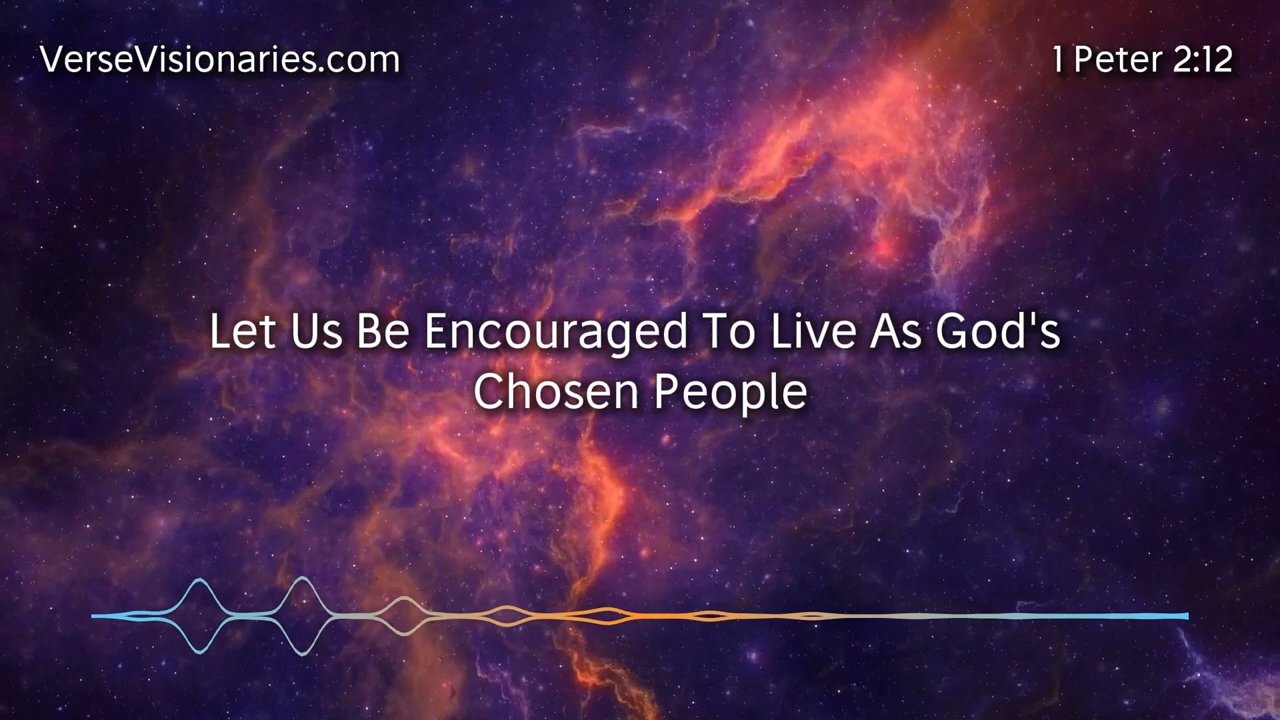 VerseVisionaries.com
1 Peter 2:12
Let Us Be Encouraged To Live As God's
Chosen People